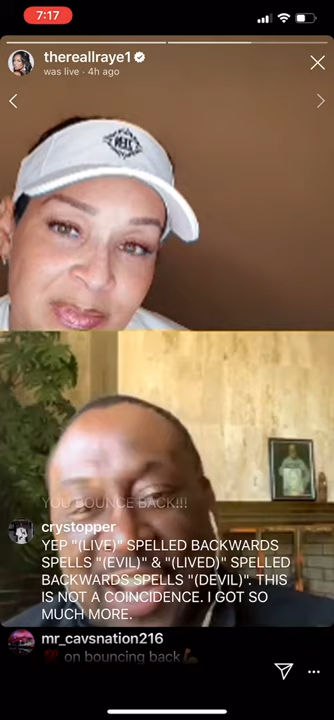 7:17
thereallraye1
was live · 4h ago
YOU BOUNCE BACK!!!
crystopper
YEP "(LIVE)" SPELLED BACKWARDS
SPELLS "(EVIL)" & "(LIVED)" SPELLED
BACKWARDS SPELLS "(DEVIL)". THIS
IS NOT A COINCIDENCE. I GOT SO
MUCH MORE.
mr_cavsnation216
💯 on bouncing back💪🏾